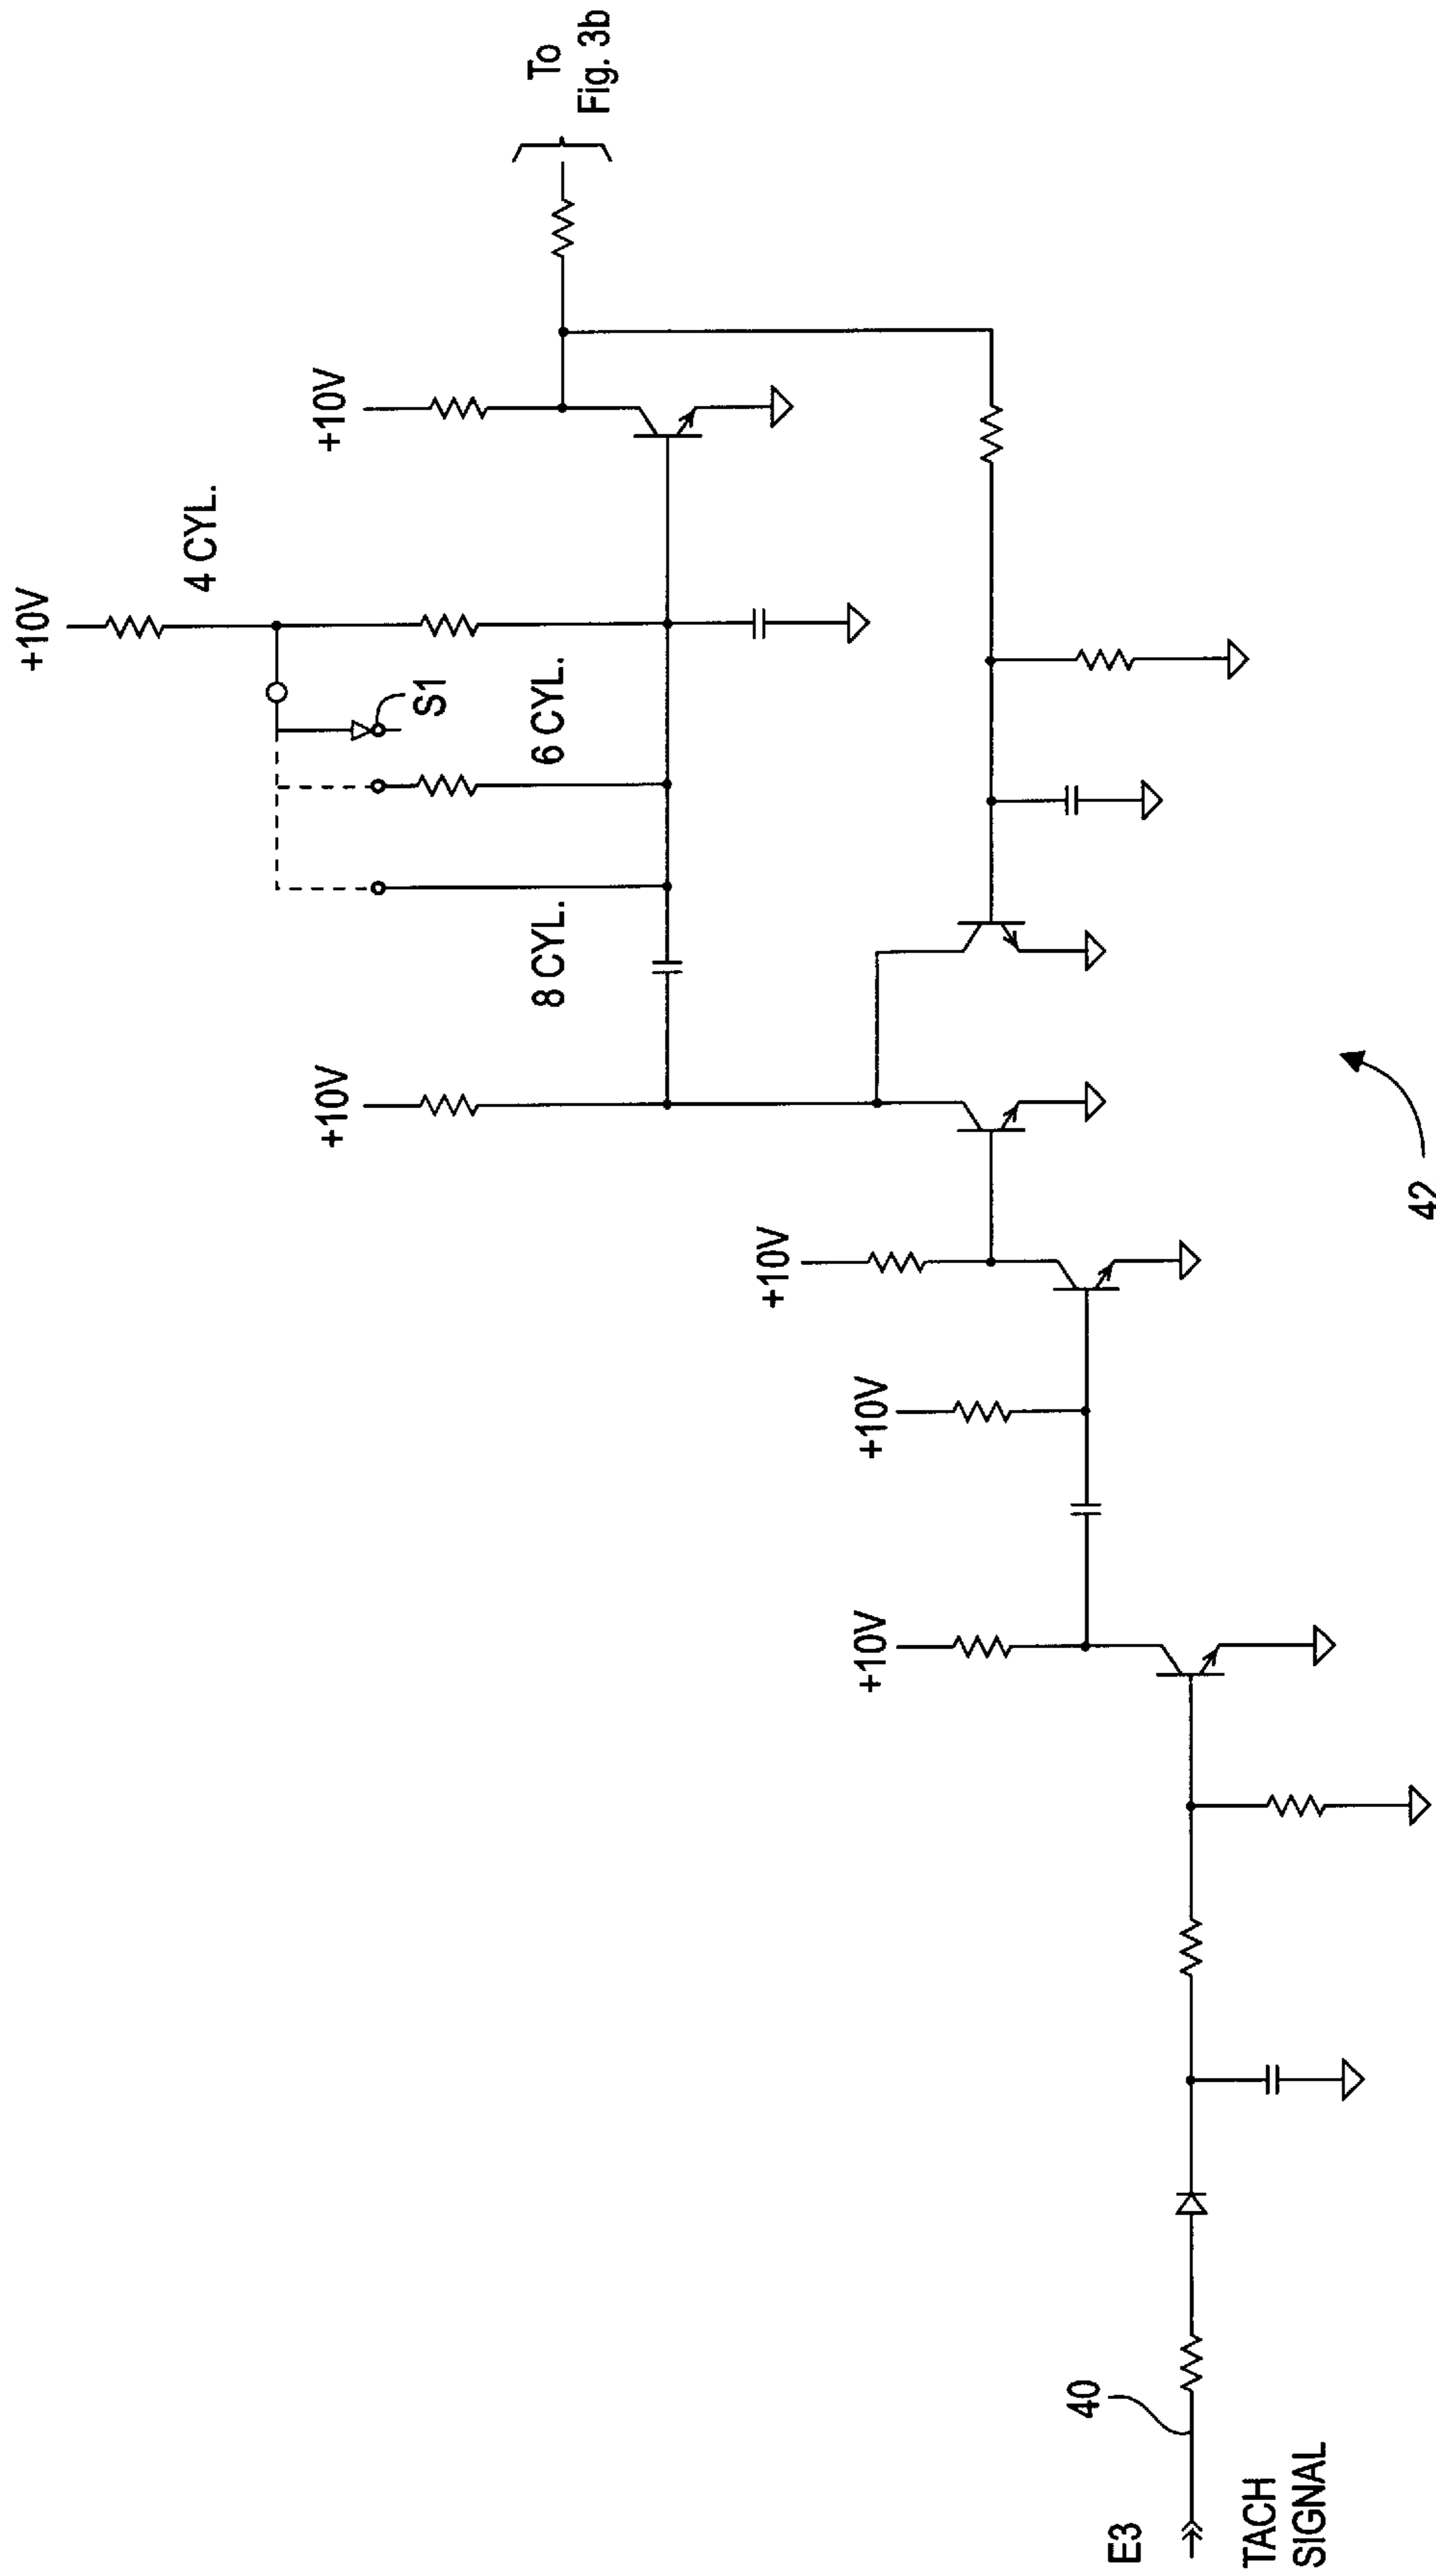 E3
TACH
SIGNAL
40
+10V
+10V
+10V
+10V
8 CYL.
6 CYL.
S1
4 CYL.
+10V
+10V
To
Fig. 3b
42